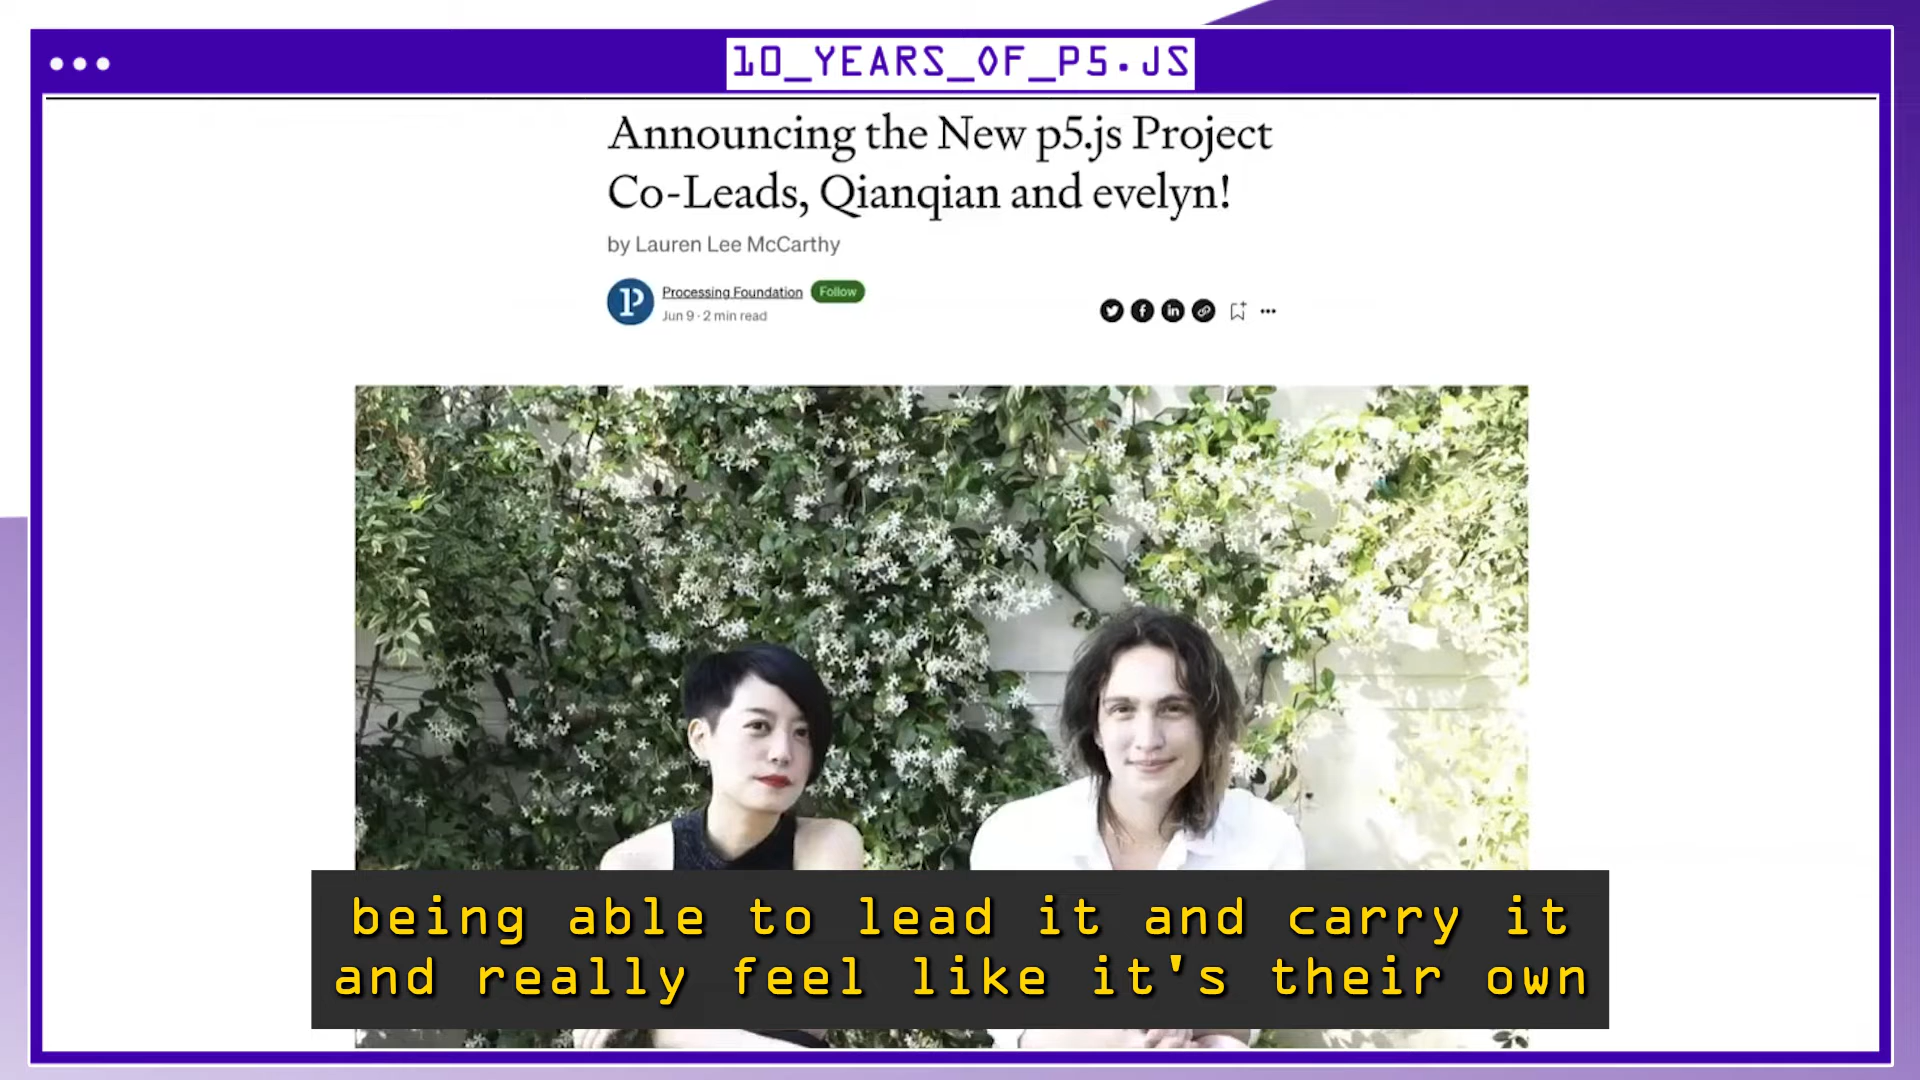 10_YEARS_OF_P5.JS
Announcing the New p5.js Project
Co-Leads, Qianqian and evelyn!
by Lauren Lee McCarthy
Processing Foundation Follow
Jun 9 · 2 min read
being able to lead it and carry it
and really feel like it's their own